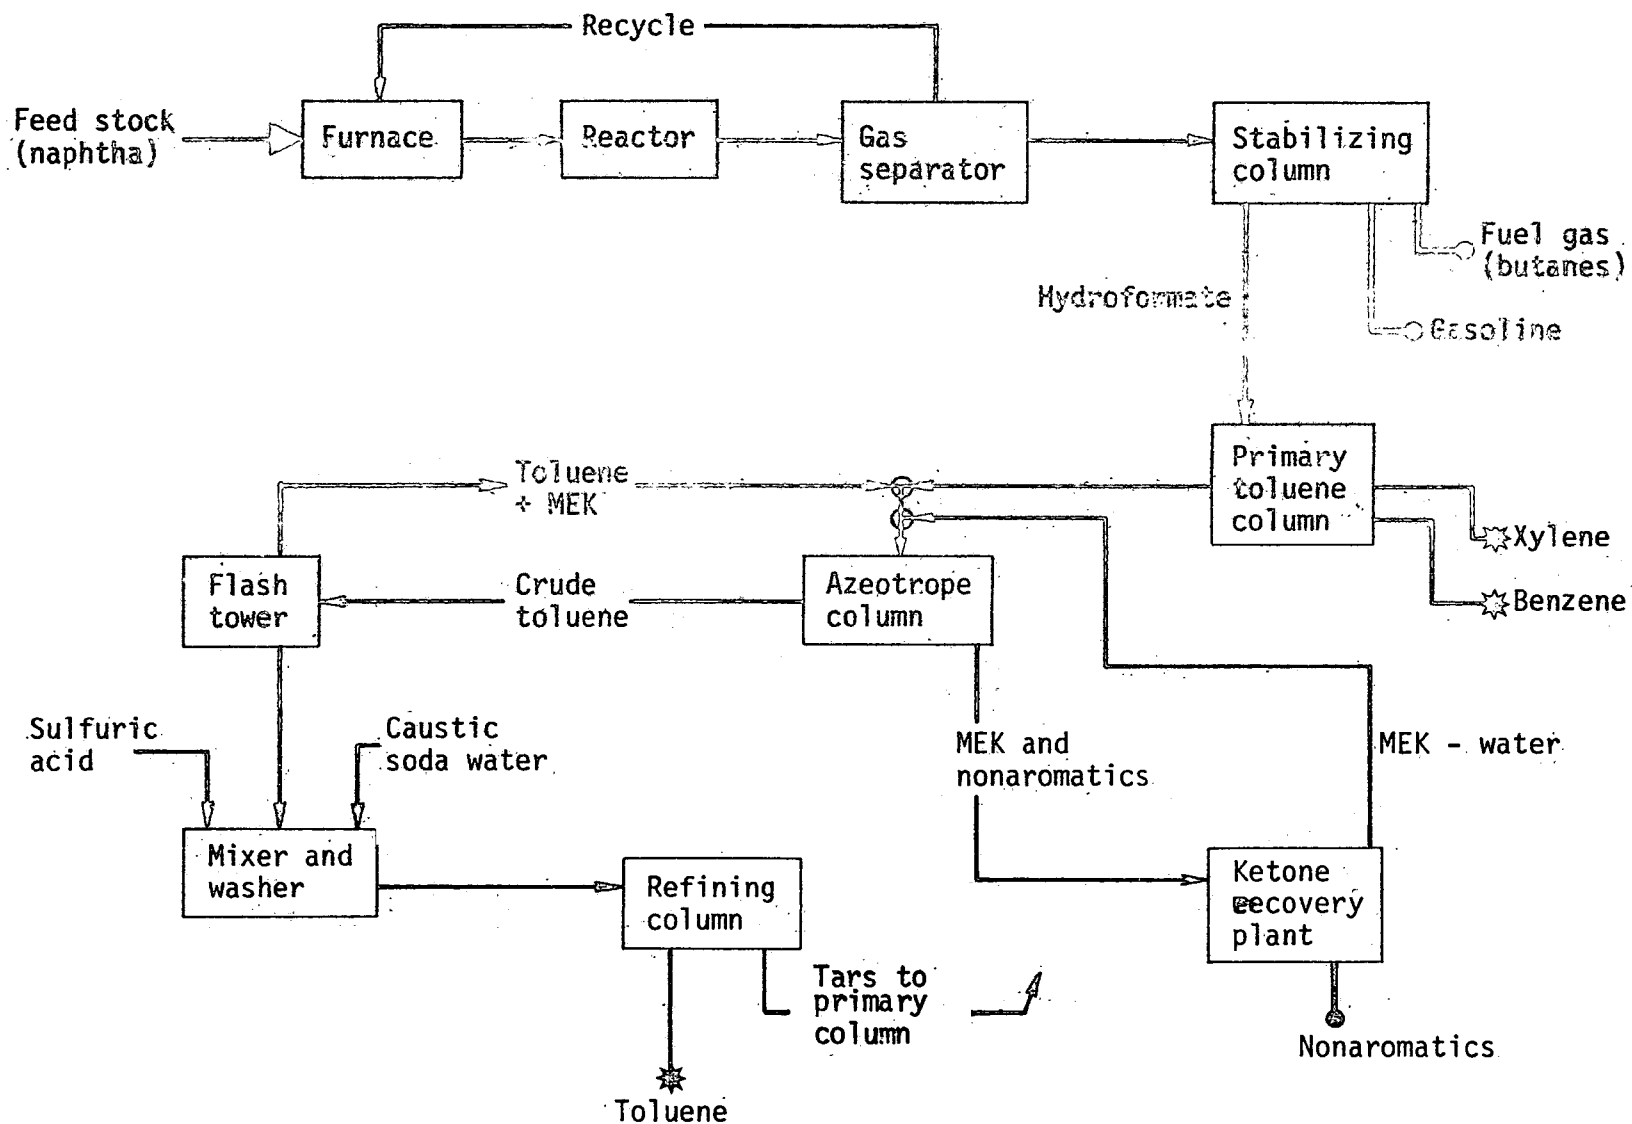 Recycle
Feed stock
(naphtha)
Furnace
Reactor
Gas
separator
Stabilizing
column
Fuel gas
(butanes)
Hydroformate
Gasoline
Primary
toluene
column
Toluene
+ MEK
Xylene
Benzene
Flash
tower
Crude
toluene
Azeotrope
column
Sulfuric
acid
Caustic
soda water
MEK and
nonaromatics
MEK - water
Mixer and
washer
Refining
column
Ketone
recovery
plant
Tars to
primary
column
Nonaromatics
Toluene